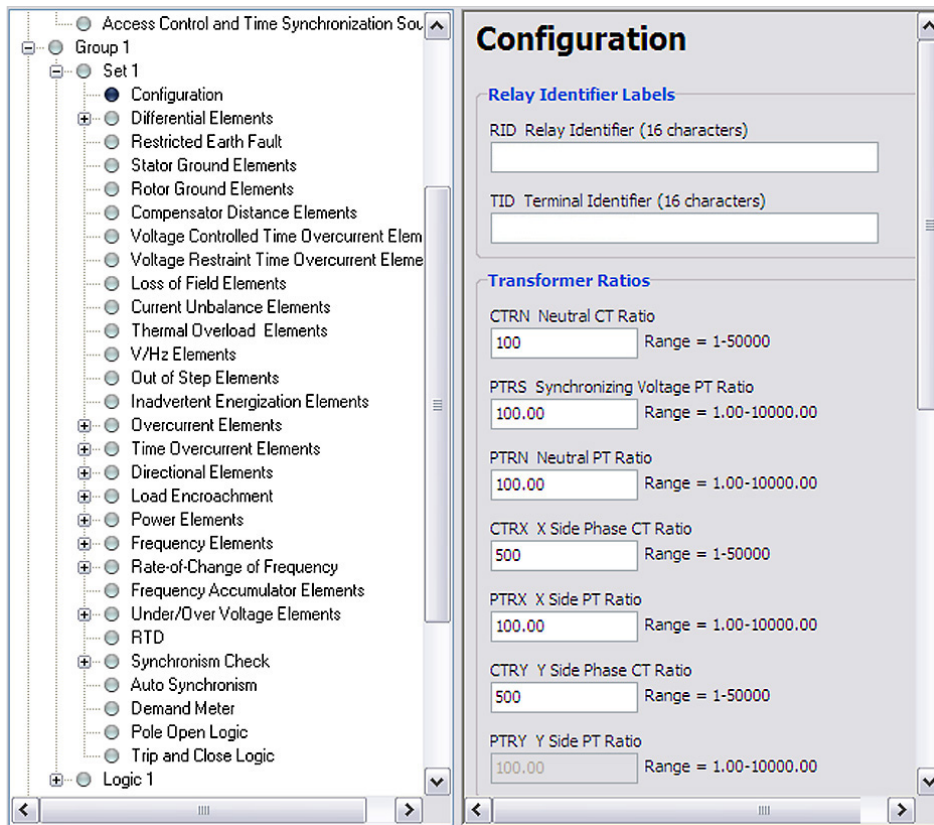 Access Control and Time Synchronization Sou
Group 1
Set 1
Configuration
Differential Elements
Restricted Earth Fault
Stator Ground Elements
Rotor Ground Elements
Compensator Distance Elements
Voltage Controlled Time Overcurrent Elem
Voltage Restraint Time Overcurrent Eleme
Loss of Field Elements
Current Unbalance Elements
Thermal Overload Elements
V/Hz Elements
Out of Step Elements
Inadvertent Energization Elements
Overcurrent Elements
Time Overcurrent Elements
Directional Elements
Load Encroachment
Power Elements
Frequency Elements
Rate-of-Change of Frequency
Frequency Accumulator Elements
Under/Over Voltage Elements
RTD
Synchronism Check
Auto Synchronism
Demand Meter
Pole Open Logic
Trip and Close Logic
Logic 1
Configuration
Relay Identifier Labels
RID Relay Identifier (16 characters)
TID Terminal Identifier (16 characters)
Transformer Ratios
CTRN Neutral CT Ratio
100 Range = 1-50000
PTRS Synchronizing Voltage PT Ratio
100.00 Range = 1.00-10000.00
PTRN Neutral PT Ratio
100.00 Range = 1.00-10000.00
CTRX X Side Phase CT Ratio
500 Range = 1-50000
PTRX X Side PT Ratio
100.00 Range = 1.00-10000.00
CTRY Y Side Phase CT Ratio
500 Range = 1-50000
PTRY Y Side PT Ratio
100.00 Range = 1.00-10000.00